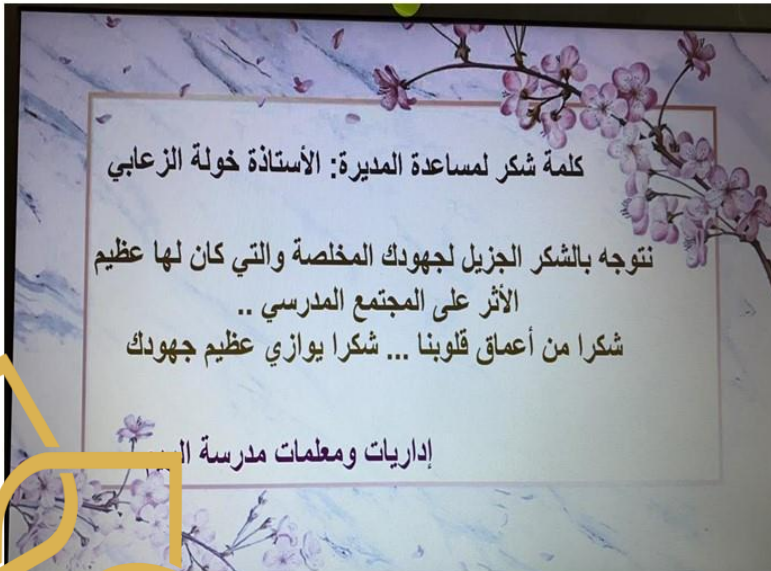 كلمة شكر لمساعدة المديرة: الأستاذة خولة الزعابي
نتوجه بالشكر الجزيل لجهودك المخلصة والتي كان لها عظيم
الأثر على المجتمع المدرسي ..
شكرا من أعماق قلوبنا ... شكرا يوازي عظيم جهودك
إداريات ومعلمات مدرسة